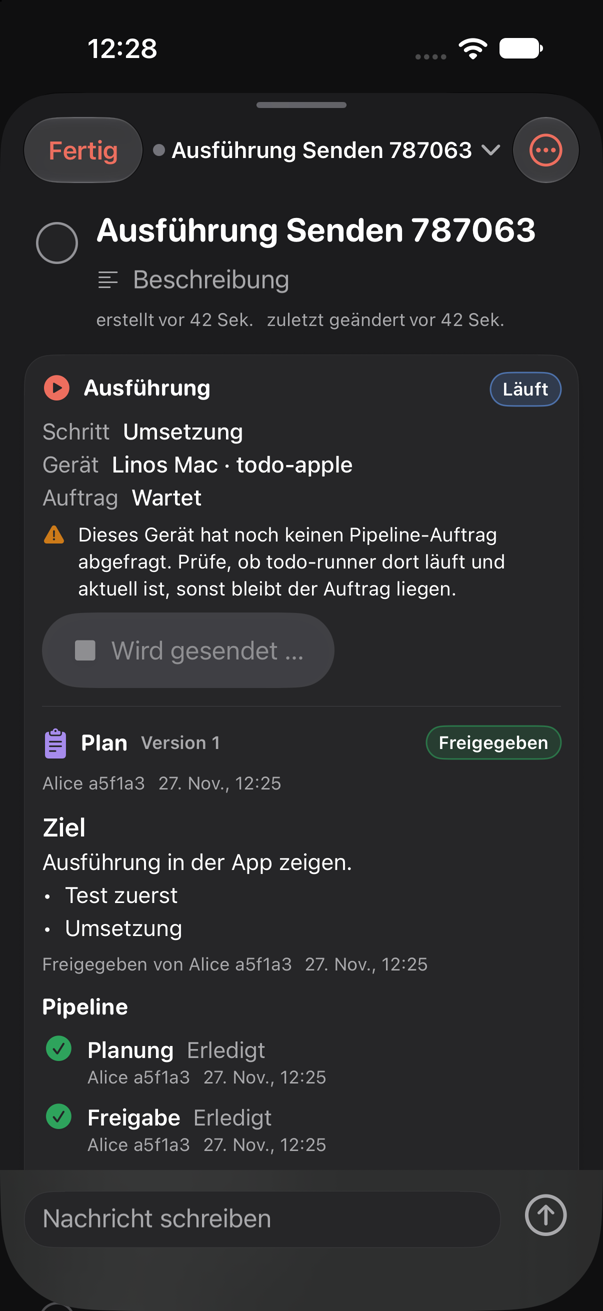 12:28
Fertig
Ausführung Senden 787063
Ausführung Senden 787063
Beschreibung
erstellt vor 42 Sek. zuletzt geändert vor 42 Sek.
Ausführung
Läuft
Schritt Umsetzung
Gerät Linos Mac · todo-apple
Auftrag Wartet
Dieses Gerät hat noch keinen Pipeline-Auftrag
abgefragt. Prüfe, ob todo-runner dort läuft und
aktuell ist, sonst bleibt der Auftrag liegen.
Wird gesendet ...
Plan Version 1
Freigegeben
Alice a5f1a3 27. Nov., 12:25
Ziel
Ausführung in der App zeigen.
• Test zuerst
• Umsetzung
Freigegeben von Alice a5f1a3 27. Nov., 12:25
Pipeline
Planung Erledigt
Alice a5f1a3 27. Nov., 12:25
Freigabe Erledigt
Alice a5f1a3 27. Nov., 12:25
Nachricht schreiben